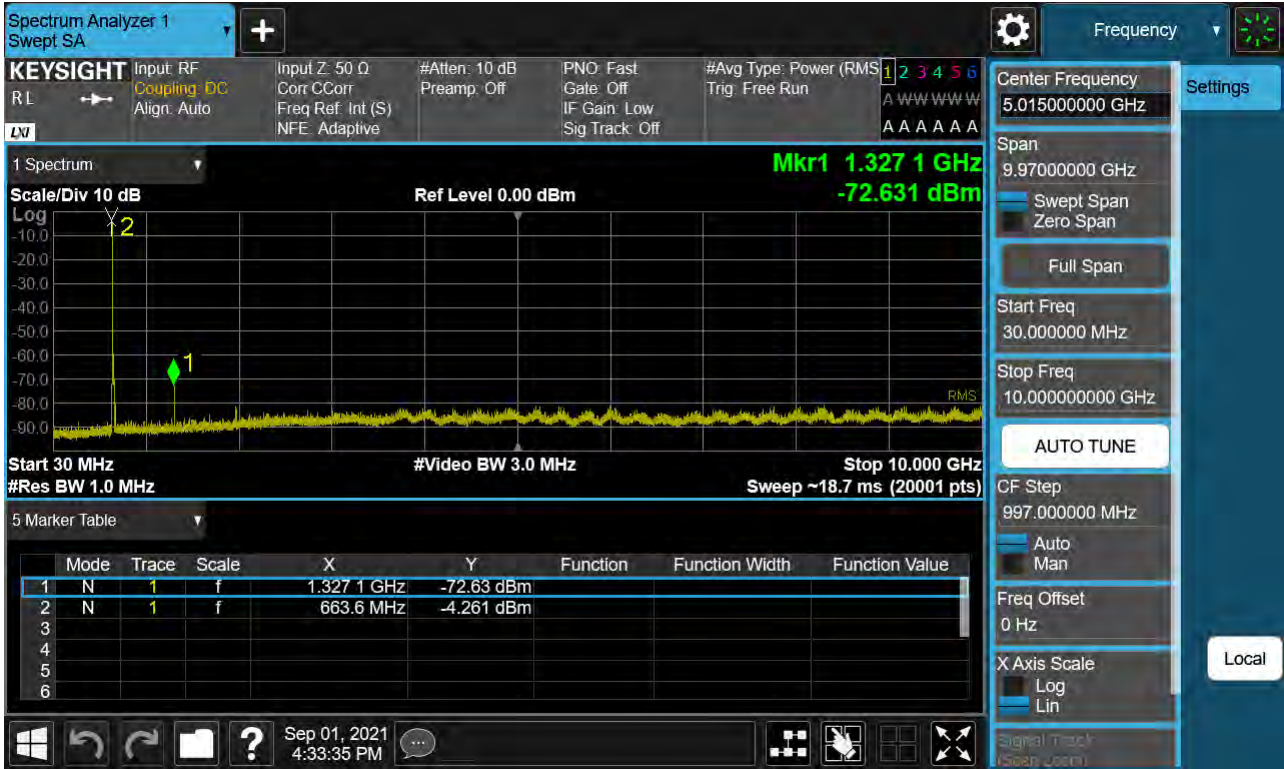 Spectrum Analyzer 1
Swept SA
+
Frequency
KEYSIGHT
RL
LXI
Input: RF
Coupling: DC
Align: Auto
Input Z: 50 Ω
Corr CCorr
Freq Ref: Int (S)
NFE: Adaptive
#Atten: 10 dB
Preamp: Off
PNO: Fast
Gate: Off
IF Gain: Low
Sig Track: Off
#Avg Type: Power (RMS
Trig: Free Run
1 2 3 4 5 6
A W W W W W
A A A A A A
1 Spectrum
Mkr1 1.327 1 GHz
Scale/Div 10 dB
Ref Level 0.00 dBm
-72.631 dBm
Log
-10.0
-20.0
-30.0
-40.0
-50.0
-60.0
-70.0
-80.0
-90.0
2
1
RMS
Start 30 MHz
#Video BW 3.0 MHz
Stop 10.000 GHz
#Res BW 1.0 MHz
Sweep ~18.7 ms (20001 pts)
5 Marker Table
Mode Trace Scale X Y Function Function Width Function Value
1 N 1 f 1.327 1 GHz -72.63 dBm
2 N 1 f 663.6 MHz -4.261 dBm
3
4
5
6
Center Frequency
5.015000000 GHz
Span
9.97000000 GHz
Swept Span
Zero Span
Full Span
Start Freq
30.000000 MHz
Stop Freq
10.000000000 GHz
AUTO TUNE
CF Step
997.000000 MHz
Auto
Man
Freq Offset
0 Hz
X Axis Scale
Log
Lin
Signal Track
(Span Zoom)
Settings
Local
?
Sep 01, 2021
4:33:35 PM